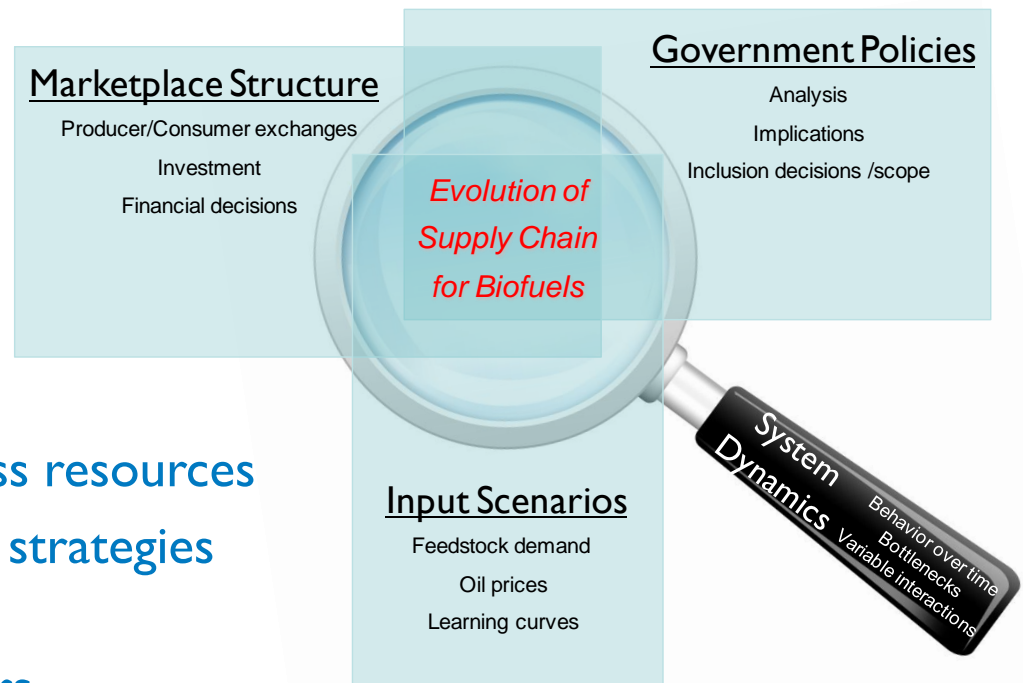 Marketplace Structure
Producer/Consumer exchanges
Investment
Financial decisions
Government Policies
Analysis
Implications
Inclusion decisions /scope
Evolution of
Supply Chain
for Biofuels
ss resources
strategies
Input Scenarios
Feedstock demand
Oil prices
Learning curves
System
Dynamics
Behavior over time
Bottlenecks
Variable interactions